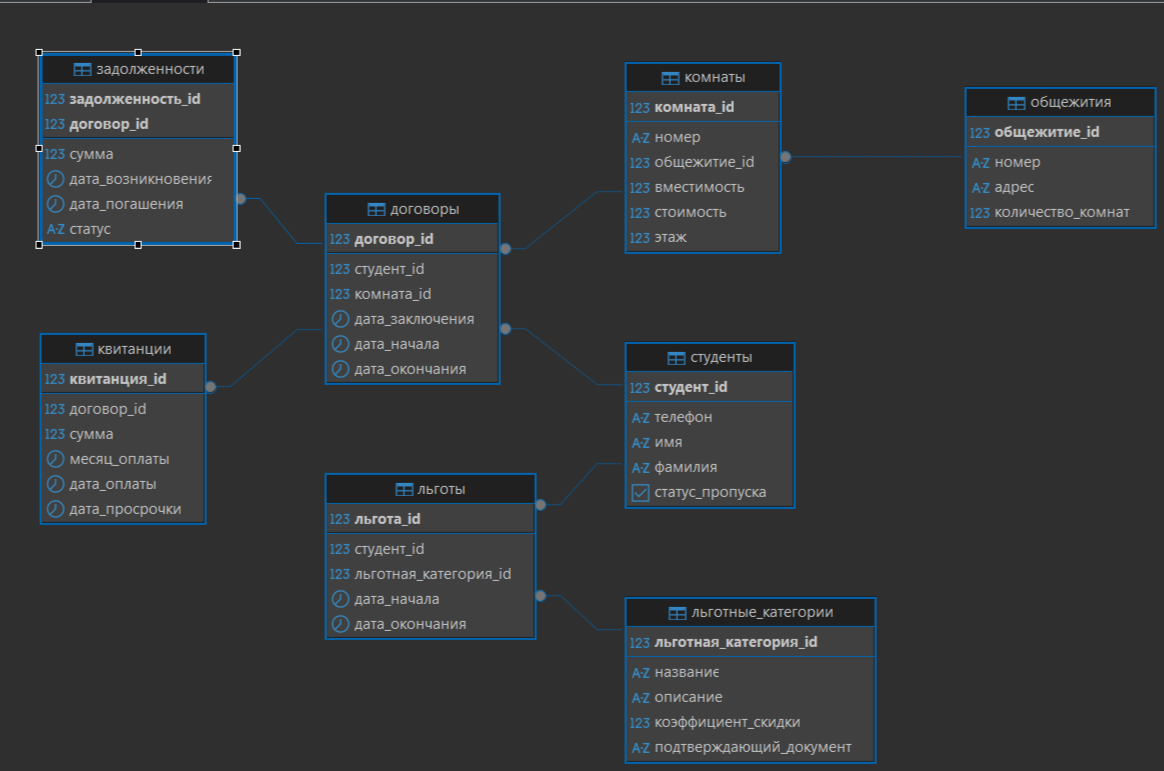 задолженности
123 задолженность_id
123 договор_id
123 сумма
дата_возникновения
дата_погашения
A-Z статус
комнаты
123 комната_id
A-Z номер
123 общежитие_id
123 вместимость
123 стоимость
123 этаж
общежития
123 общежитие_id
A-Z номер
A-Z адрес
123 количество_комнат
договоры
123 договор_id
123 студент_id
123 комната_id
дата_заключения
дата_начала
дата_окончания
квитанции
123 квитанция_id
123 договор_id
123 сумма
месяц_оплаты
дата_оплаты
дата_просрочки
студенты
123 студент_id
A-Z телефон
A-Z имя
A-Z фамилия
статус_пропуска
льготы
123 льгота_id
123 студент_id
123 льготная_категория_id
дата_начала
дата_окончания
льготные_категории
123 льготная_категория_id
A-Z название
A-Z описание
123 коэффициент_скидки
A-Z подтверждающий_документ